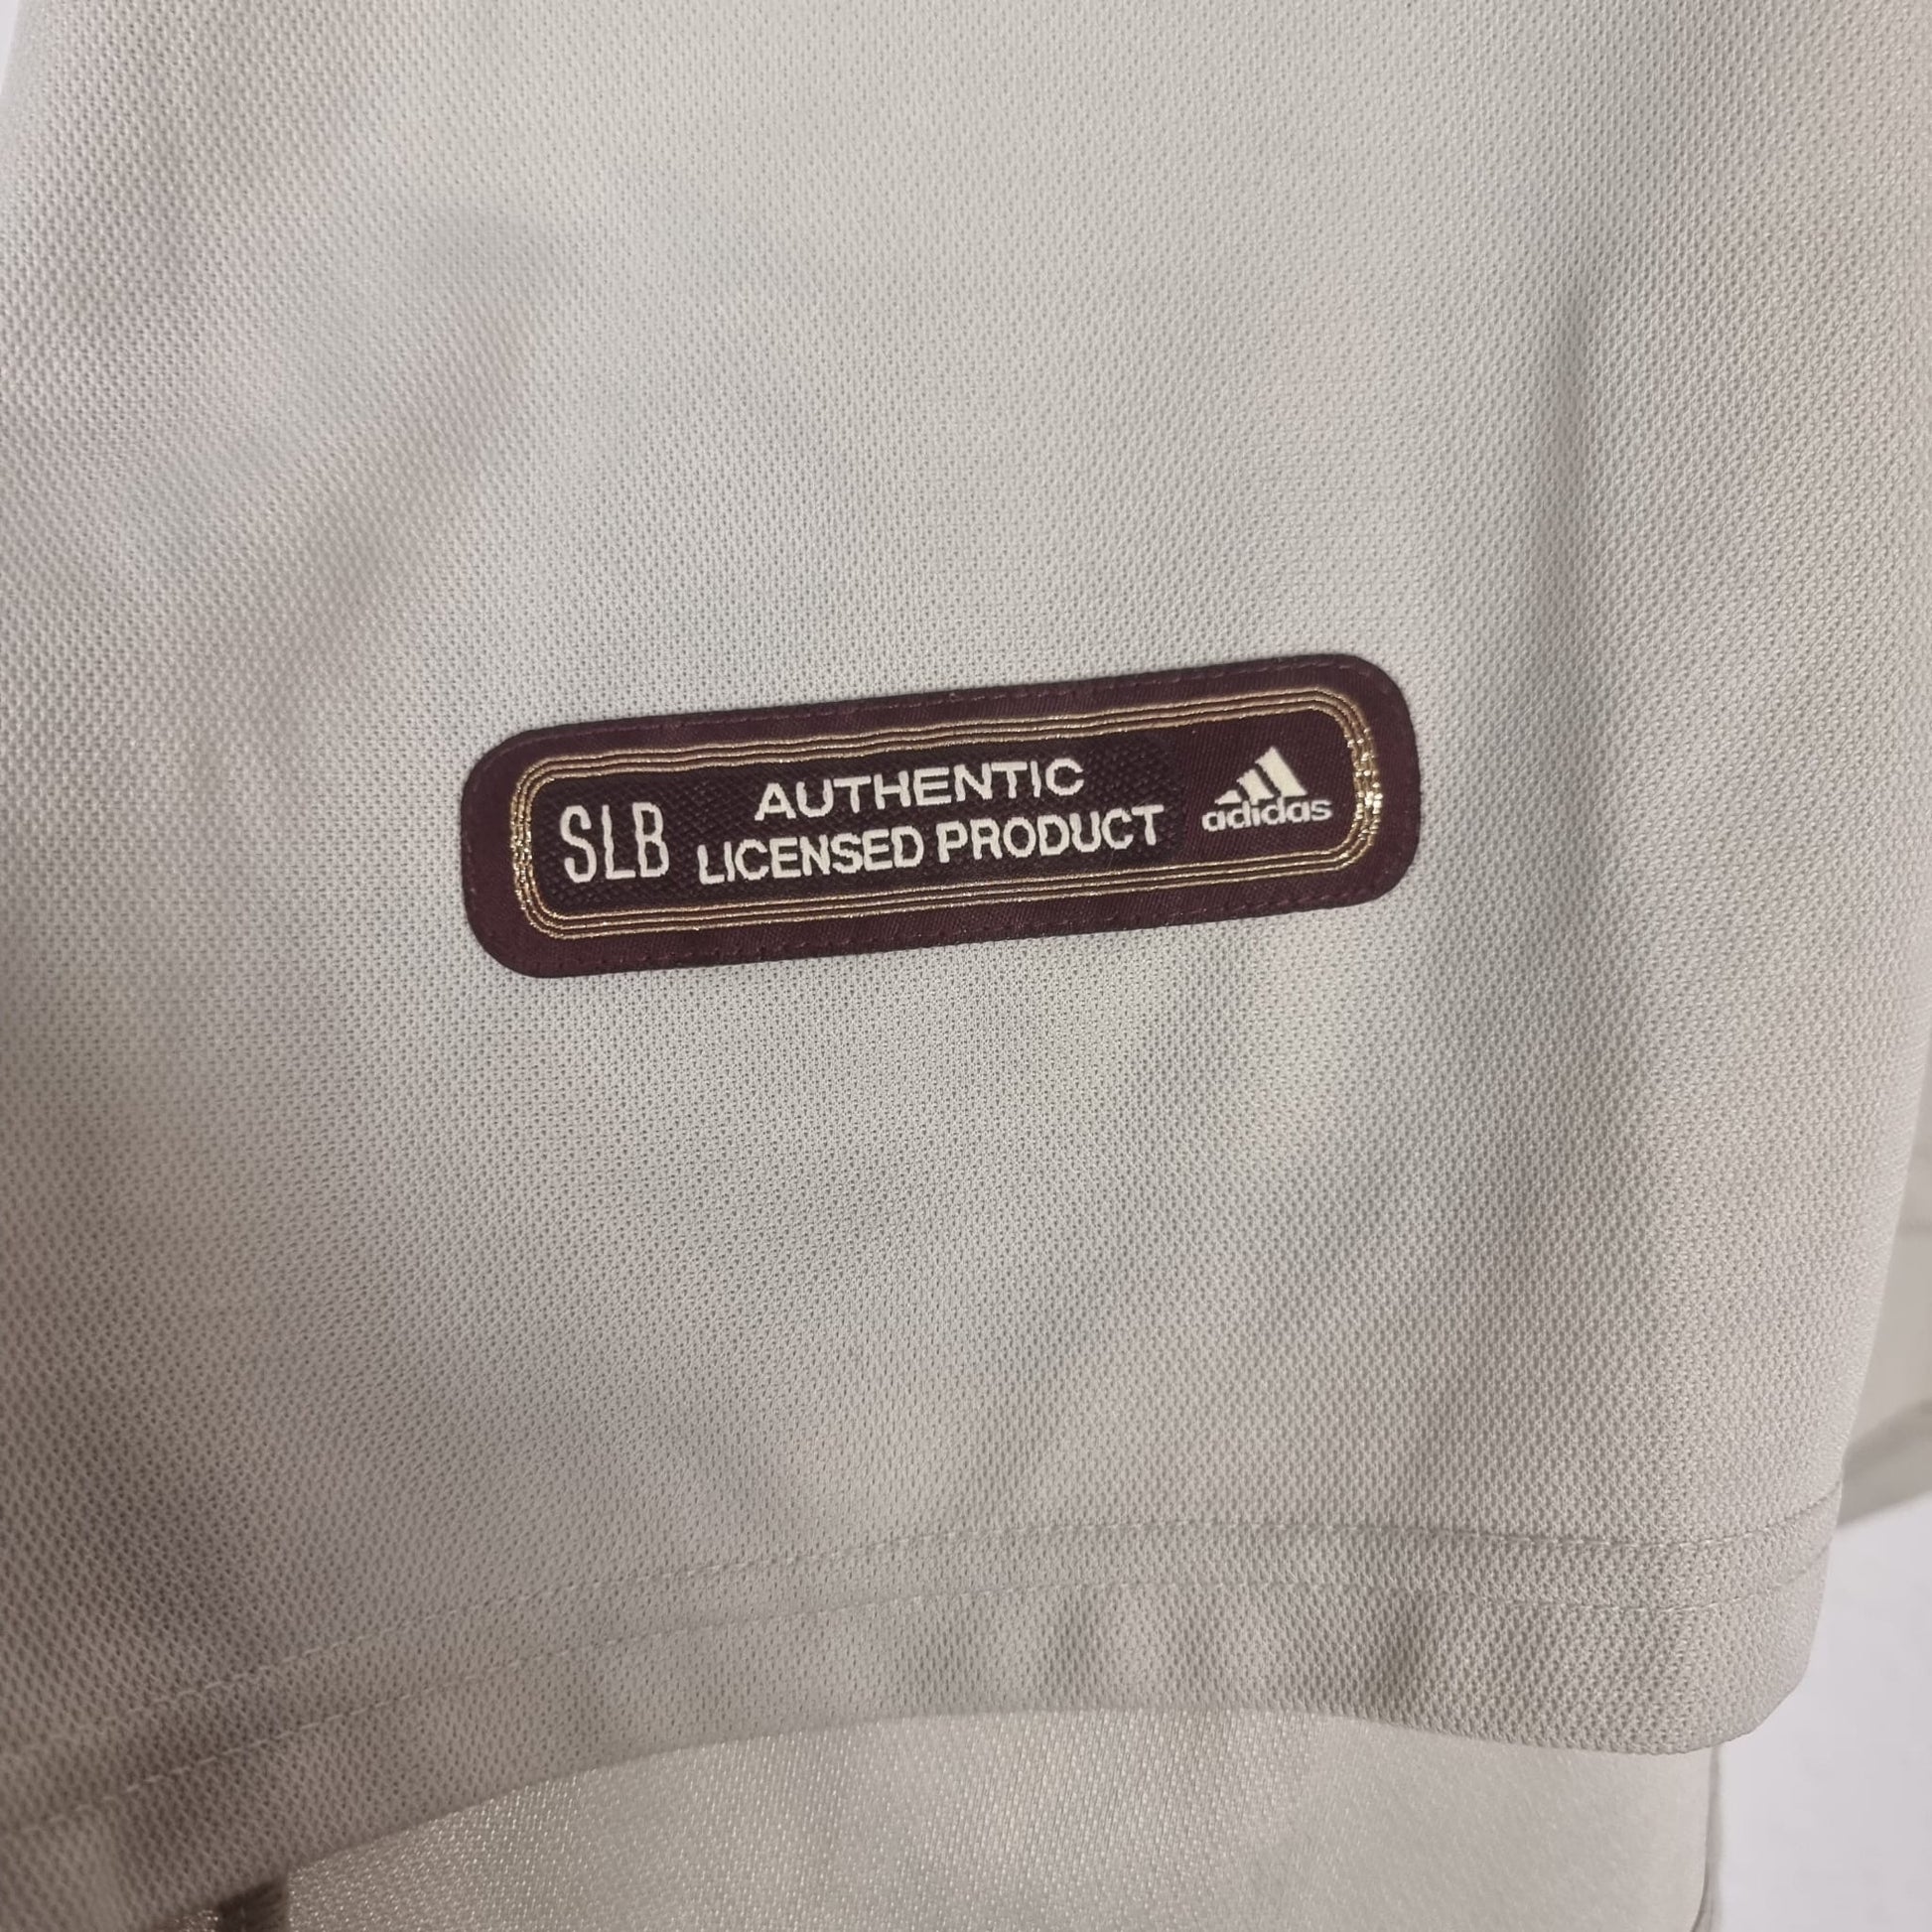 SLB
AUTHENTIC
LICENSED PRODUCT
adidas